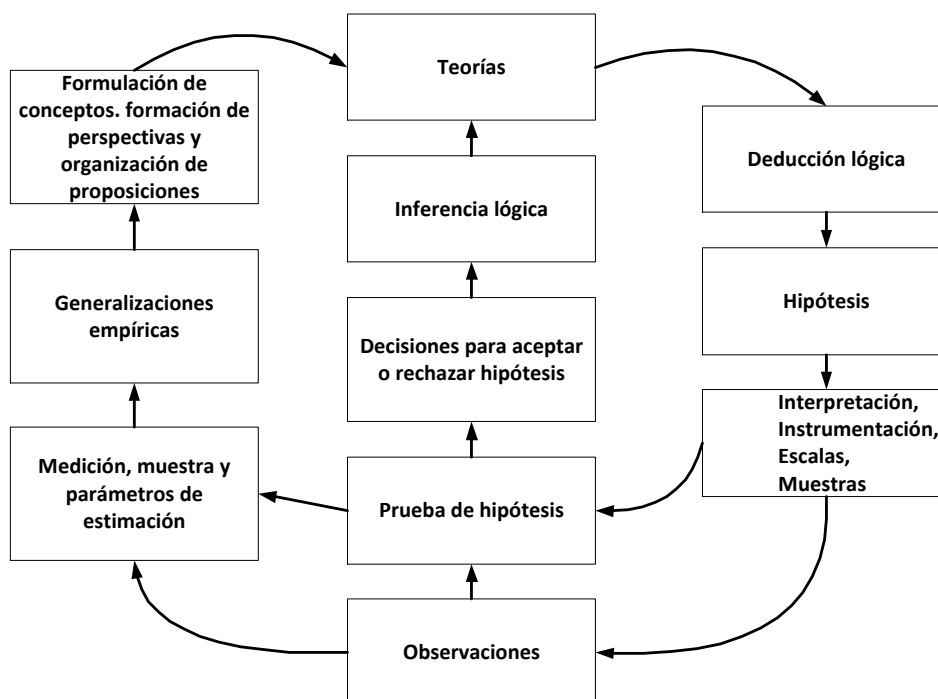 Teorías
Formulación de
conceptos. formación de
perspectivas y
organización de
proposiciones
Deducción lógica
Inferencia lógica
Generalizaciones
empíricas
Hipótesis
Decisiones para aceptar
o rechazar hipótesis
Interpretación,
Instrumentación,
Escalas,
Muestras
Medición, muestra y
parámetros de
estimación
Prueba de hipótesis
Observaciones